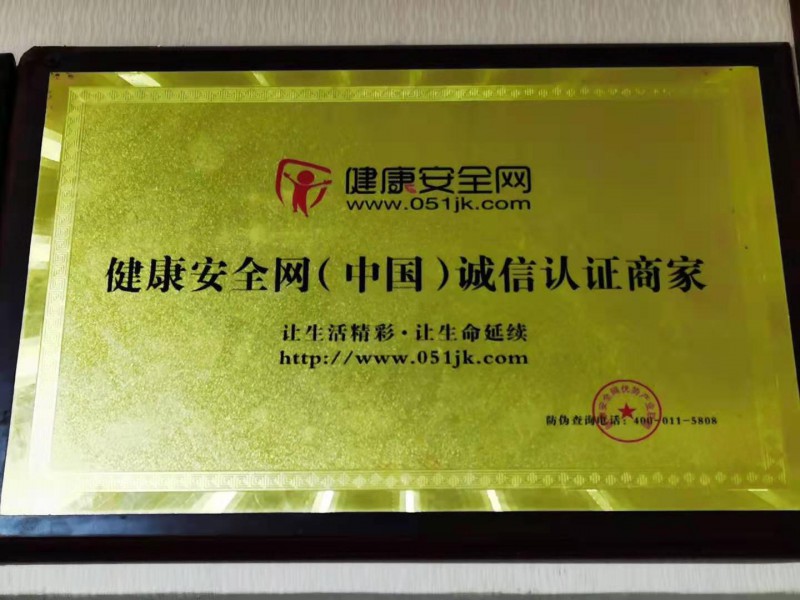 健康安全网
www.051jk.com
健康安全网(中国)诚信认证商家
让生活精彩·让生命延续
http://www.051jk.com
防伪查询电话:400-011-5808